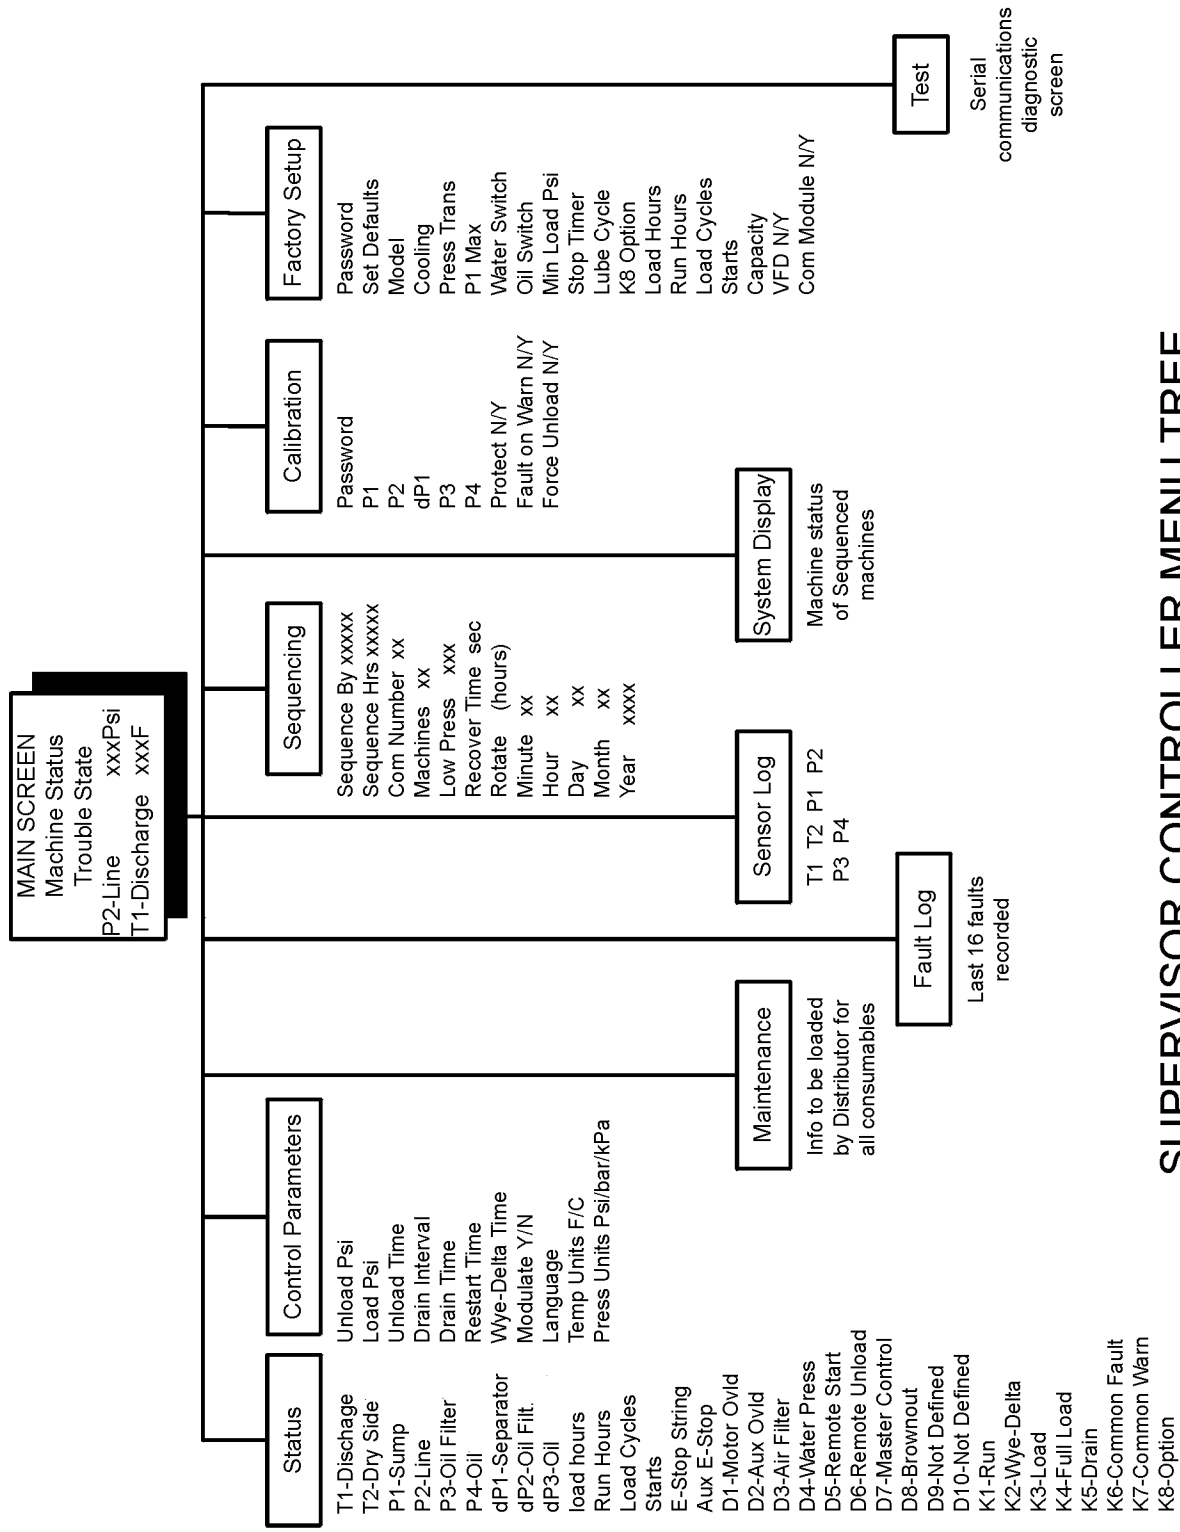 MAIN SCREEN
Machine Status
Trouble State
P2-Line xxxPsi
T1-Discharge xxxF
Status
T1-Dischage
T2-Dry Side
P1-Sump
P2-Line
P3-Oil Filter
P4-Oil
dP1-Separator
dP2-Oil Filt.
dP3-Oil
load hours
Run Hours
Load Cycles
Starts
E-Stop String
Aux E-Stop
D1-Motor Ovld
D2-Aux Ovld
D3-Air Filter
D4-Water Press
D5-Remote Start
D6-Remote Unload
D7-Master Control
D8-Brownout
D9-Not Defined
D10-Not Defined
K1-Run
K2-Wye-Delta
K3-Load
K4-Full Load
K5-Drain
K6-Common Fault
K7-Common Warn
K8-Option
Control Parameters
Unload Psi
Load Psi
Unload Time
Drain Interval
Drain Time
Restart Time
Wye-Delta Time
Modulate Y/N
Language
Temp Units F/C
Press Units Psi/bar/kPa
Maintenance
Info to be loaded
by Distributor for
all consumables
Fault Log
Last 16 faults
recorded
Sensor Log
T1 T2 P1 P2
P3 P4
Sequencing
Sequence By xxxxx
Sequence Hrs xxxxx
Com Number xx
Machines xx
Low Press xxx
Recover Time sec
Rotate (hours)
Minute xx
Hour xx
Day xx
Month xx
Year xxxx
System Display
Machine status
of Sequenced
machines
Calibration
Password
P1
P2
dP1
P3
P4
Protect N/Y
Fault on Warn N/Y
Force Unload N/Y
Factory Setup
Password
Set Defaults
Model
Cooling
Press Trans
P1 Max
Water Switch
Oil Switch
Min Load Psi
Stop Timer
Lube Cycle
K8 Option
Load Hours
Run Hours
Load Cycles
Starts
Capacity
VFD N/Y
Com Module N/Y
Test
Serial
communications
diagnostic
screen
SUPERVISOR CONTROLLER MENU TREE